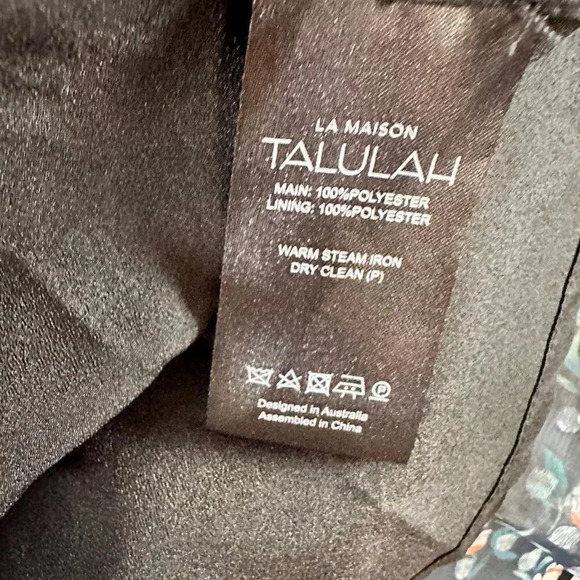 LA MAISON
TALULAH
MAIN: 100%POLYESTER
LINING: 100%POLYESTER
WARM STEAM IRON
DRY CLEAN (P)
P
Designed in Australia
Assembled in China